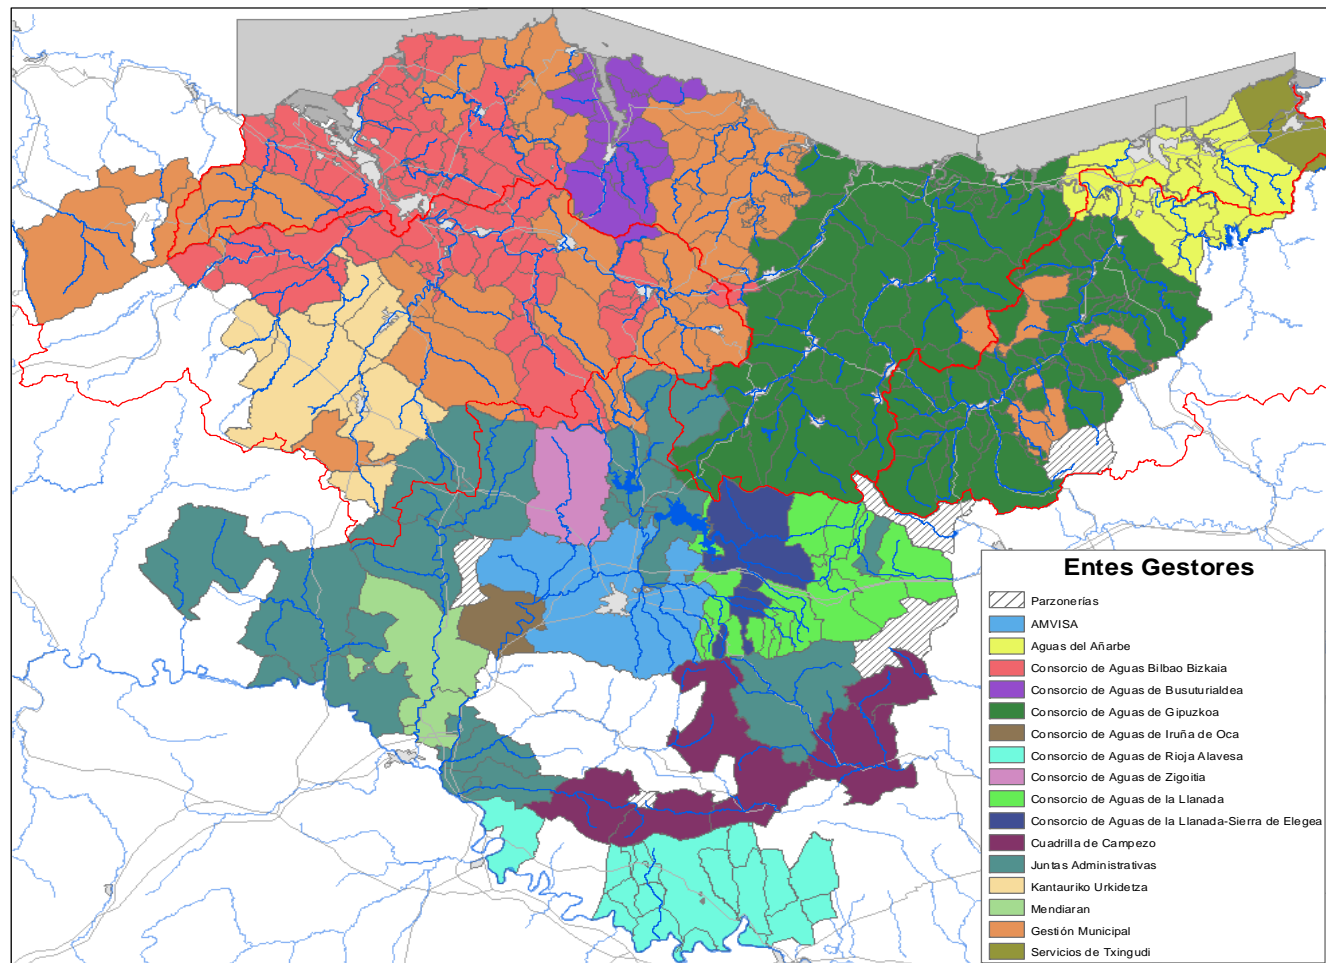 Entes Gestores
Parzonerías
AMVISA
Aguas del Añarbe
Consorcio de Aguas Bilbao Bizkaia
Consorcio de Aguas de Busuturialdea
Consorcio de Aguas de Gipuzkoa
Consorcio de Aguas de Iruña de Oca
Consorcio de Aguas de Rioja Alavesa
Consorcio de Aguas de Zigoitia
Consorcio de Aguas de la Llanada
Consorcio de Aguas de la Llanada-Sierra de Elegea
Cuadrilla de Campezo
Juntas Administrativas
Kantauriko Urkidetza
Mendiaran
Gestión Municipal
Servicios de Txingudi